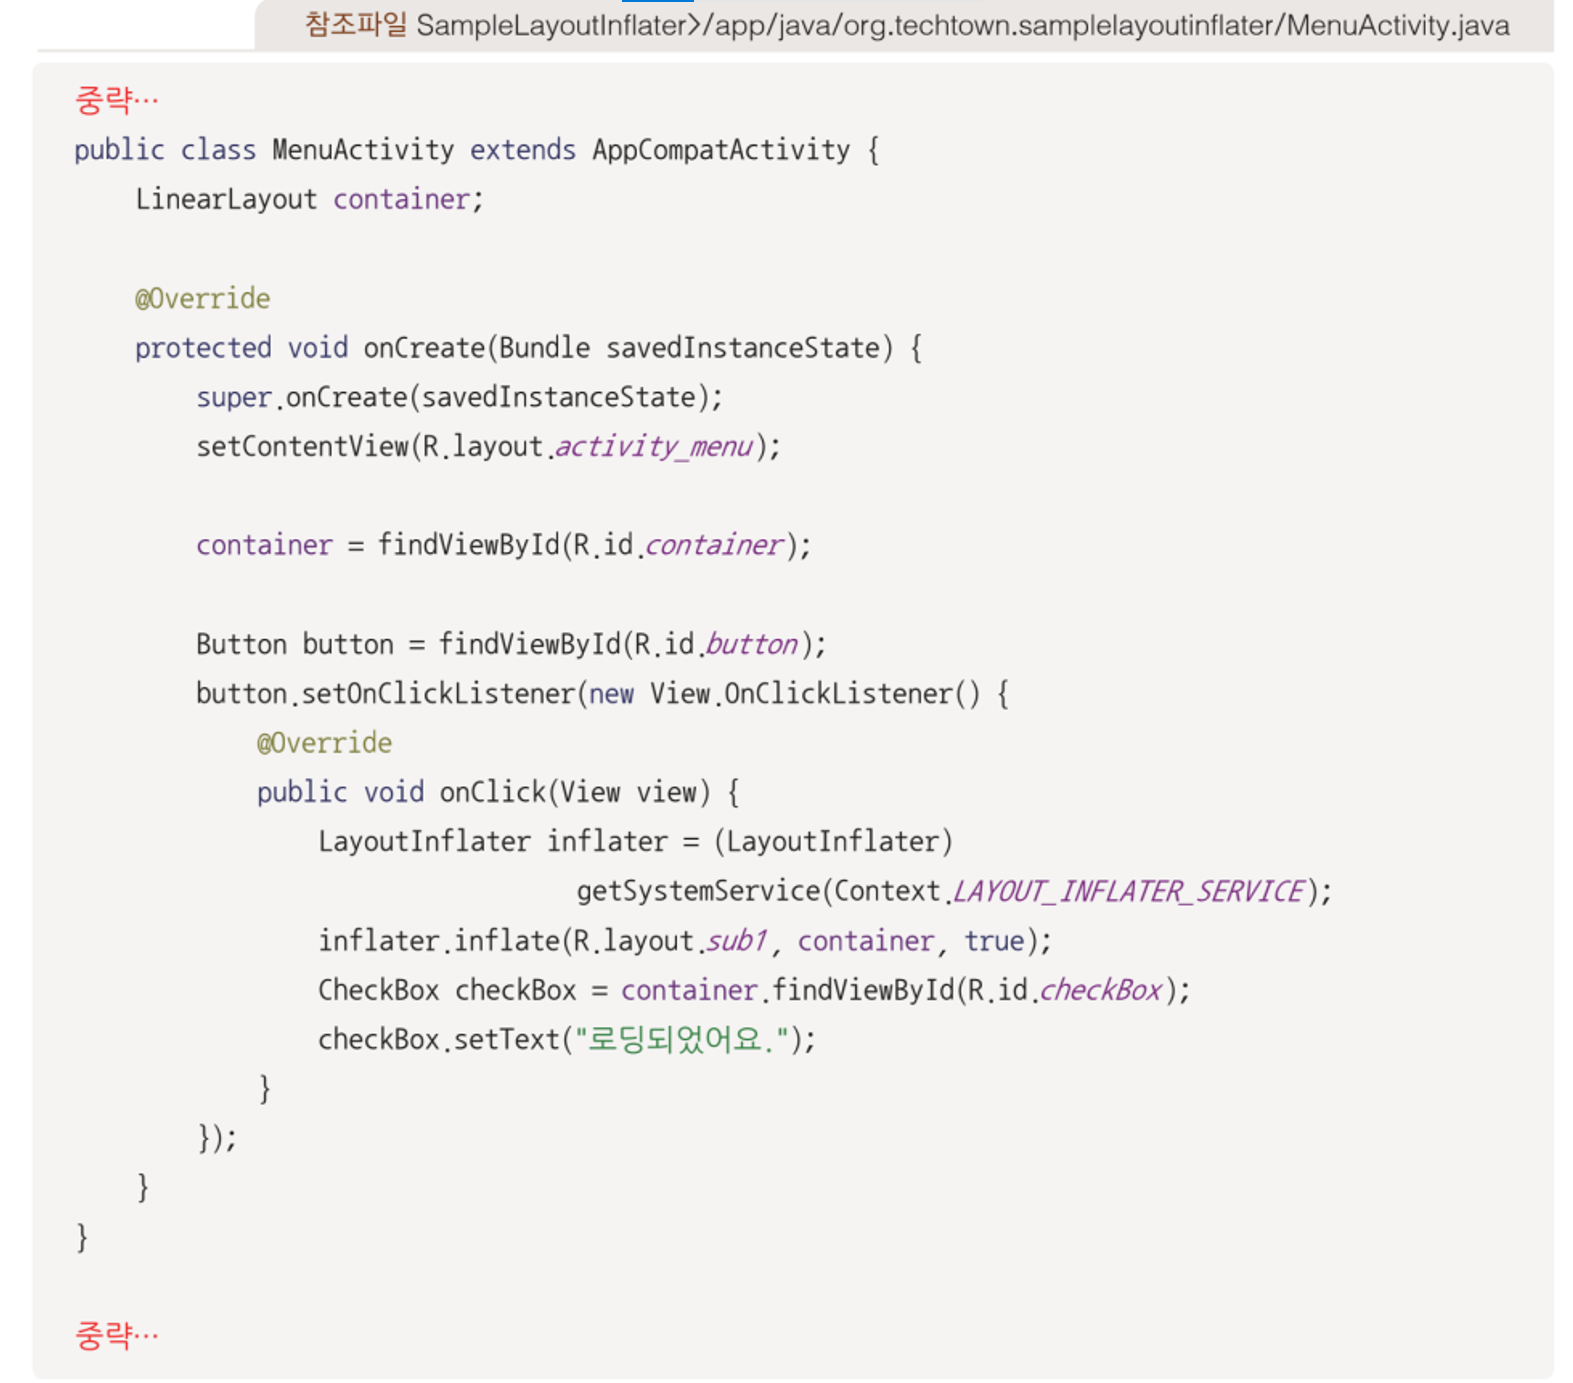 참조파일 SampleLayoutInflater>/app/java/org.techtown.samplelayoutinflater/MenuActivity.java
중략…
public class MenuActivity extends AppCompatActivity {
    LinearLayout container;
    @Override
    protected void onCreate(Bundle savedInstanceState) {
        super.onCreate(savedInstanceState);
        setContentView(R.layout.activity_menu);
        container = findViewById(R.id.container);
        Button button = findViewById(R.id.button);
        button.setOnClickListener(new View.OnClickListener() {
            @Override
            public void onClick(View view) {
                LayoutInflater inflater = (LayoutInflater)
                                getSystemService(Context.LAYOUT_INFLATER_SERVICE);
                inflater.inflate(R.layout.sub1, container, true);
                CheckBox checkBox = container.findViewById(R.id.checkBox);
                checkBox.setText("로딩되었어요.");
            }
        });
    }
}
중략…